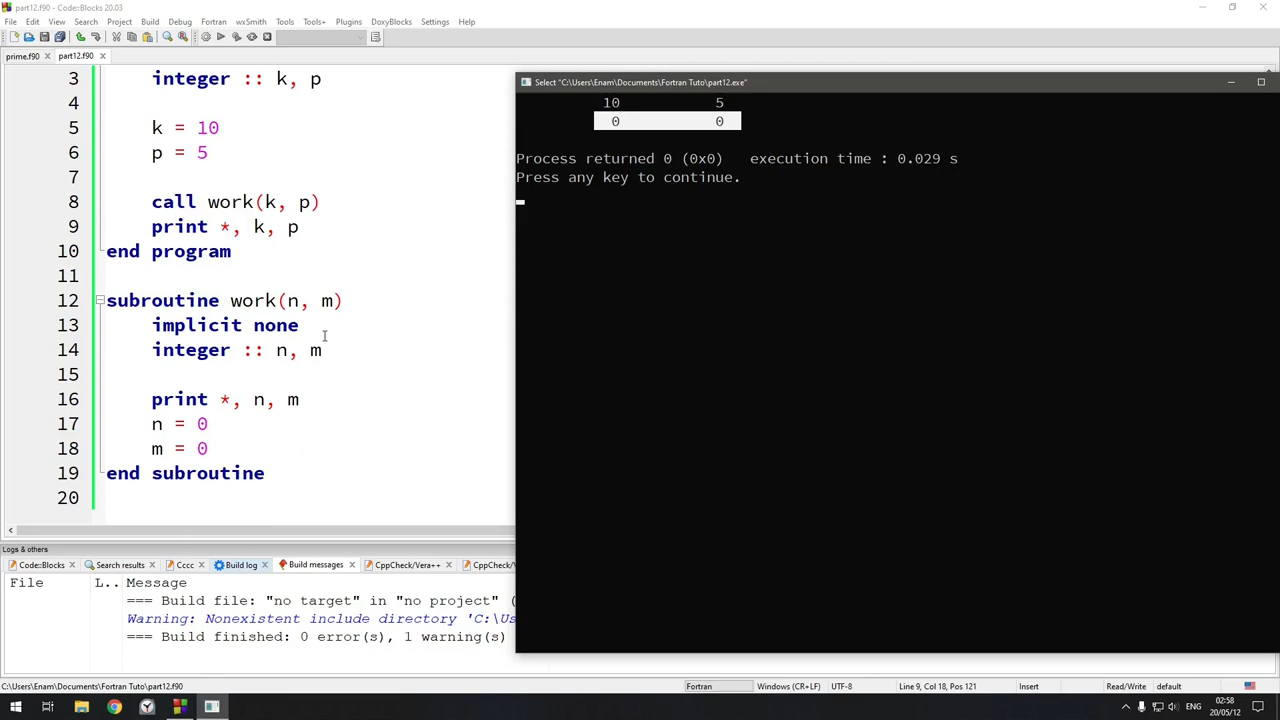 part12.f90 - Code::Blocks 20.03
File Edit View Search Project Build Debug Fortran wxSmith Tools Tools+ Plugins DoxyBlocks Settings Help
prime.f90 part12.f90
3 integer :: k, p
4
5 k = 10
6 p = 5
7
8 call work(k, p)
9 print *, k, p
10 end program
11
12 subroutine work(n, m)
13 implicit none
14 integer :: n, m
15
16 print *, n, m
17 n = 0
18 m = 0
19 end subroutine
20
Select "C:\Users\Enam\Documents\Fortran Tuto\part12.exe"
10 5
0 0
Process returned 0 (0x0) execution time : 0.029 s
Press any key to continue.
Logs & others
Code::Blocks Search results Cccc Build log Build messages CppCheck/Vera++ CppCheck/Vera
File L.. Message
=== Build file: "no target" in "no project" (
Warning: Nonexistent include directory 'C:\Us
=== Build finished: 0 error(s), 1 warning(s)
C:\Users\Enam\Documents\Fortran Tuto\part12.f90 Fortran Windows (CR+LF) UTF-8 Line 9, Col 18, Pos 121 Insert Read/Write default
ENG
02:58
20/05/12